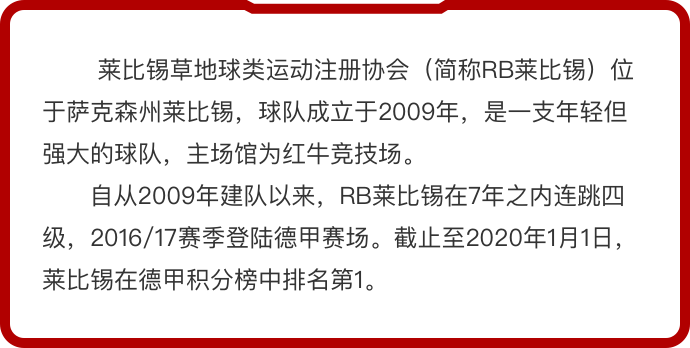 莱比锡草地球类运动注册协会（简称RB莱比锡）位
于萨克森州莱比锡，球队成立于2009年，是一支年轻但
强大的球队，主场馆为红牛竞技场。
自从2009年建队以来，RB莱比锡在7年之内连跳四
级，2016/17赛季登陆德甲赛场。截止至2020年1月1日，
莱比锡在德甲积分榜中排名第1。